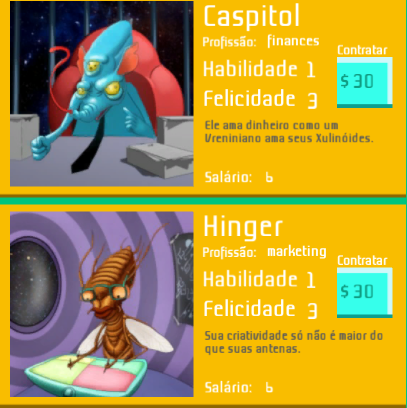 Caspitol
Profissão: finances
Contratar
Habilidade 1
$ 30
Felicidade 3
Ele ama dinheiro como um
Vreniniano ama seus Xulinóides.
Salário: 6
Hinger
Profissão: marketing
Contratar
Habilidade 1
$ 30
Felicidade 3
Sua criatividade só não é maior do
que suas antenas.
Salário: 6